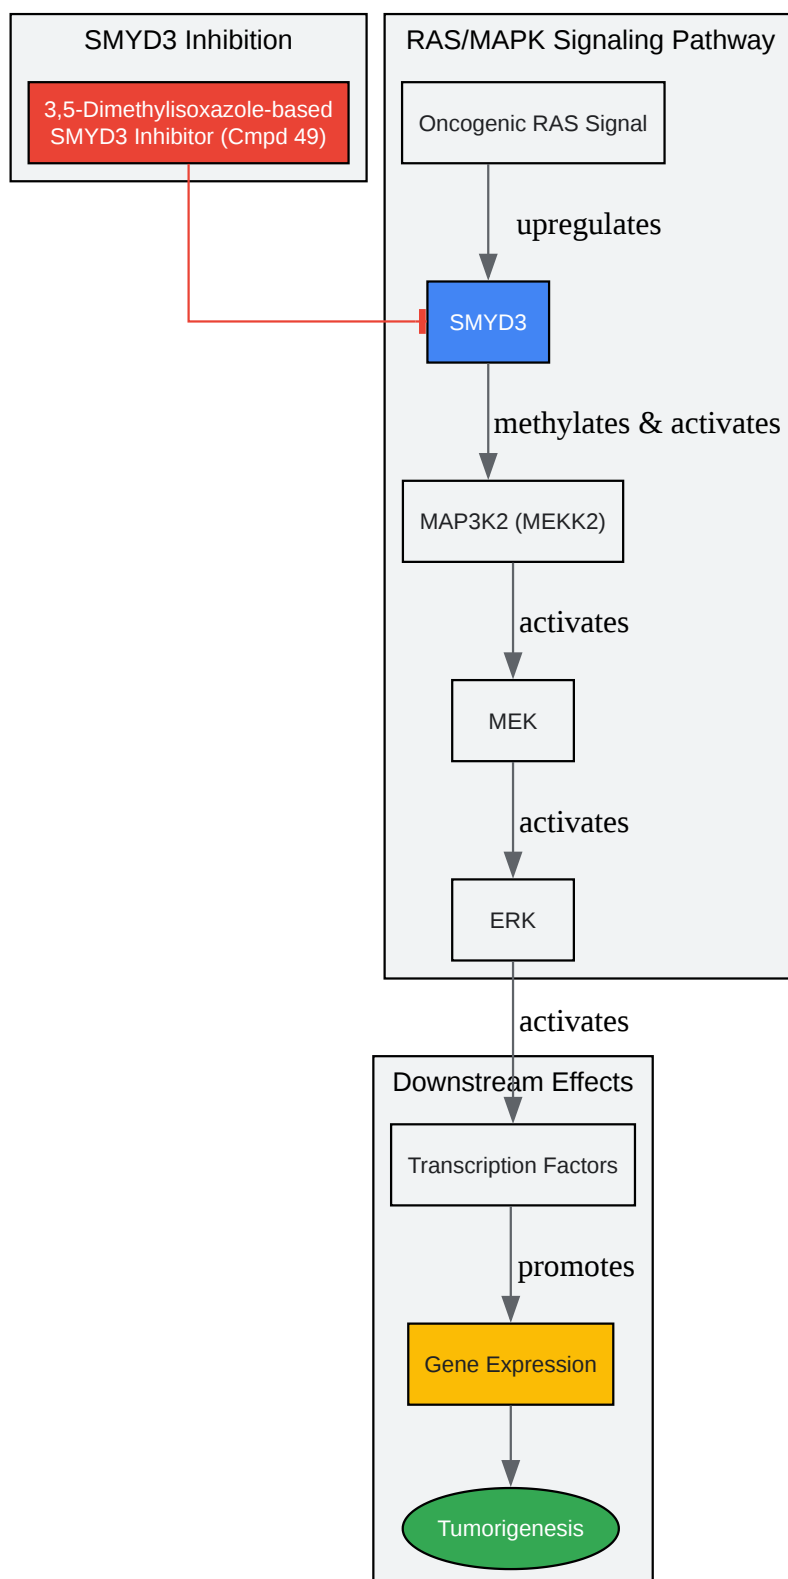 SMYD3 Inhibition
3,5-Dimethylisoxazole-based
SMYD3 Inhibitor (Cmpd 49)
RAS/MAPK Signaling Pathway
Oncogenic RAS Signal
upregulates
SMYD3
methylates & activates
MAP3K2 (MEKK2)
activates
MEK
activates
ERK
activates
Downstream Effects
Transcription Factors
promotes
Gene Expression
Tumorigenesis